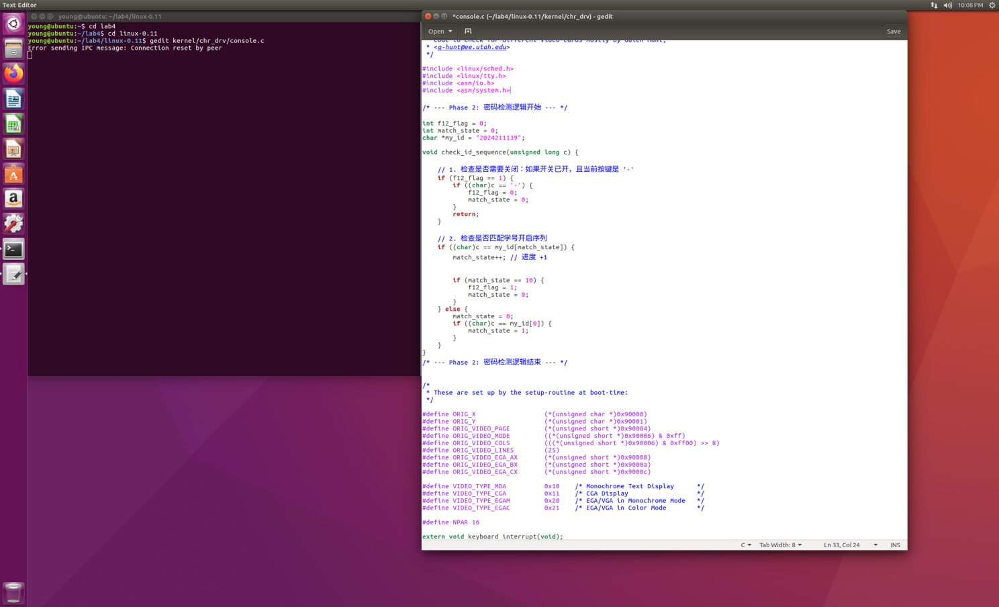 Text Editor
10:08 PM
young@ubuntu: ~/lab4/linux-0.11
young@ubuntu:~$ cd lab4
young@ubuntu:~/lab4$ cd linux-0.11
young@ubuntu:~/lab4/linux-0.11$ gedit kernel/chr_drv/console.c
Error sending IPC message: Connection reset by peer
*console.c (~/lab4/linux-0.11/kernel/chr_drv) - gedit
Open
Save
* <g-hunt@ee.utah.edu>
*/
#include <linux/sched.h>
#include <linux/tty.h>
#include <asm/io.h>
#include <asm/system.h>
/* --- Phase 2: 密码检测逻辑开始 --- */
int f12_flag = 0;
int match_state = 0;
char *my_id = "2024211139";
void check_id_sequence(unsigned long c) {
// 1. 检查是否需要关闭：如果开关已开，且当前按键是 '-'
if (f12_flag == 1) {
if ((char)c == '-') {
f12_flag = 0;
match_state = 0;
}
return;
}
// 2. 检查是否匹配学号开启序列
if ((char)c == my_id[match_state]) {
match_state++; // 进度 +1
if (match_state == 10) {
f12_flag = 1;
match_state = 0;
}
} else {
match_state = 0;
if ((char)c == my_id[0]) {
match_state = 1;
}
}
}
/* --- Phase 2: 密码检测逻辑结束 --- */
/*
* These are set up by the setup-routine at boot-time:
*/
#define ORIG_X (*(unsigned char *)0x90000)
#define ORIG_Y (*(unsigned char *)0x90001)
#define ORIG_VIDEO_PAGE (*(unsigned short *)0x90004)
#define ORIG_VIDEO_MODE ((*(unsigned short *)0x90006) & 0xff)
#define ORIG_VIDEO_COLS (((*(unsigned short *)0x90006) & 0xff00) >> 8)
#define ORIG_VIDEO_LINES (25)
#define ORIG_VIDEO_EGA_AX (*(unsigned short *)0x90008)
#define ORIG_VIDEO_EGA_BX (*(unsigned short *)0x9000a)
#define ORIG_VIDEO_EGA_CX (*(unsigned short *)0x9000c)
#define VIDEO_TYPE_MDA 0x10 /* Monochrome Text Display */
#define VIDEO_TYPE_CGA 0x11 /* CGA Display */
#define VIDEO_TYPE_EGAM 0x20 /* EGA/VGA in Monochrome Mode */
#define VIDEO_TYPE_EGAC 0x21 /* EGA/VGA in Color Mode */
#define NPAR 16
extern void keyboard_interrupt(void);
C Tab Width: 8 Ln 33, Col 24 INS